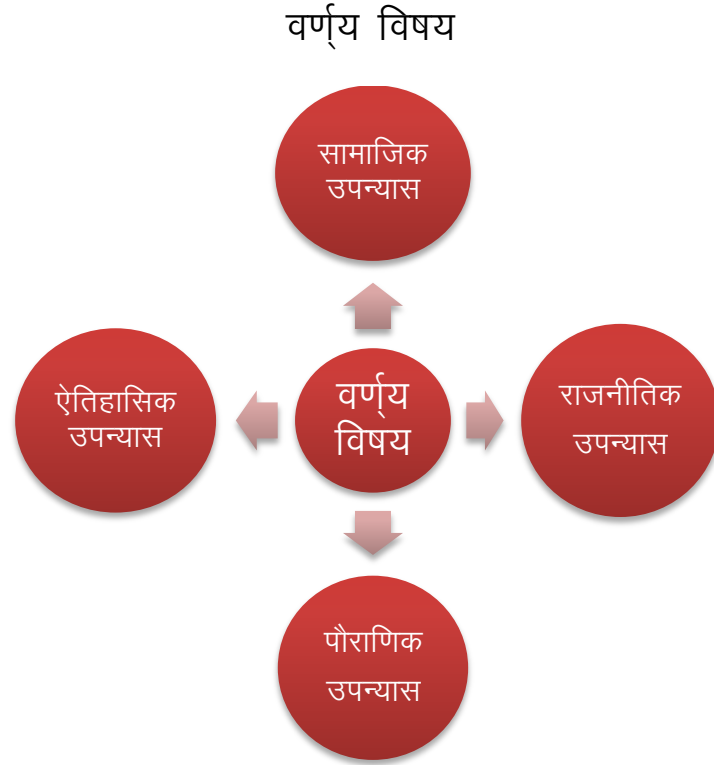 वर्ण्य विषय
सामाजिक
उपन्यास
ऐतिहासिक
उपन्यास
वर्ण्य
विषय
राजनीतिक
उपन्यास
पौराणिक
उपन्यास